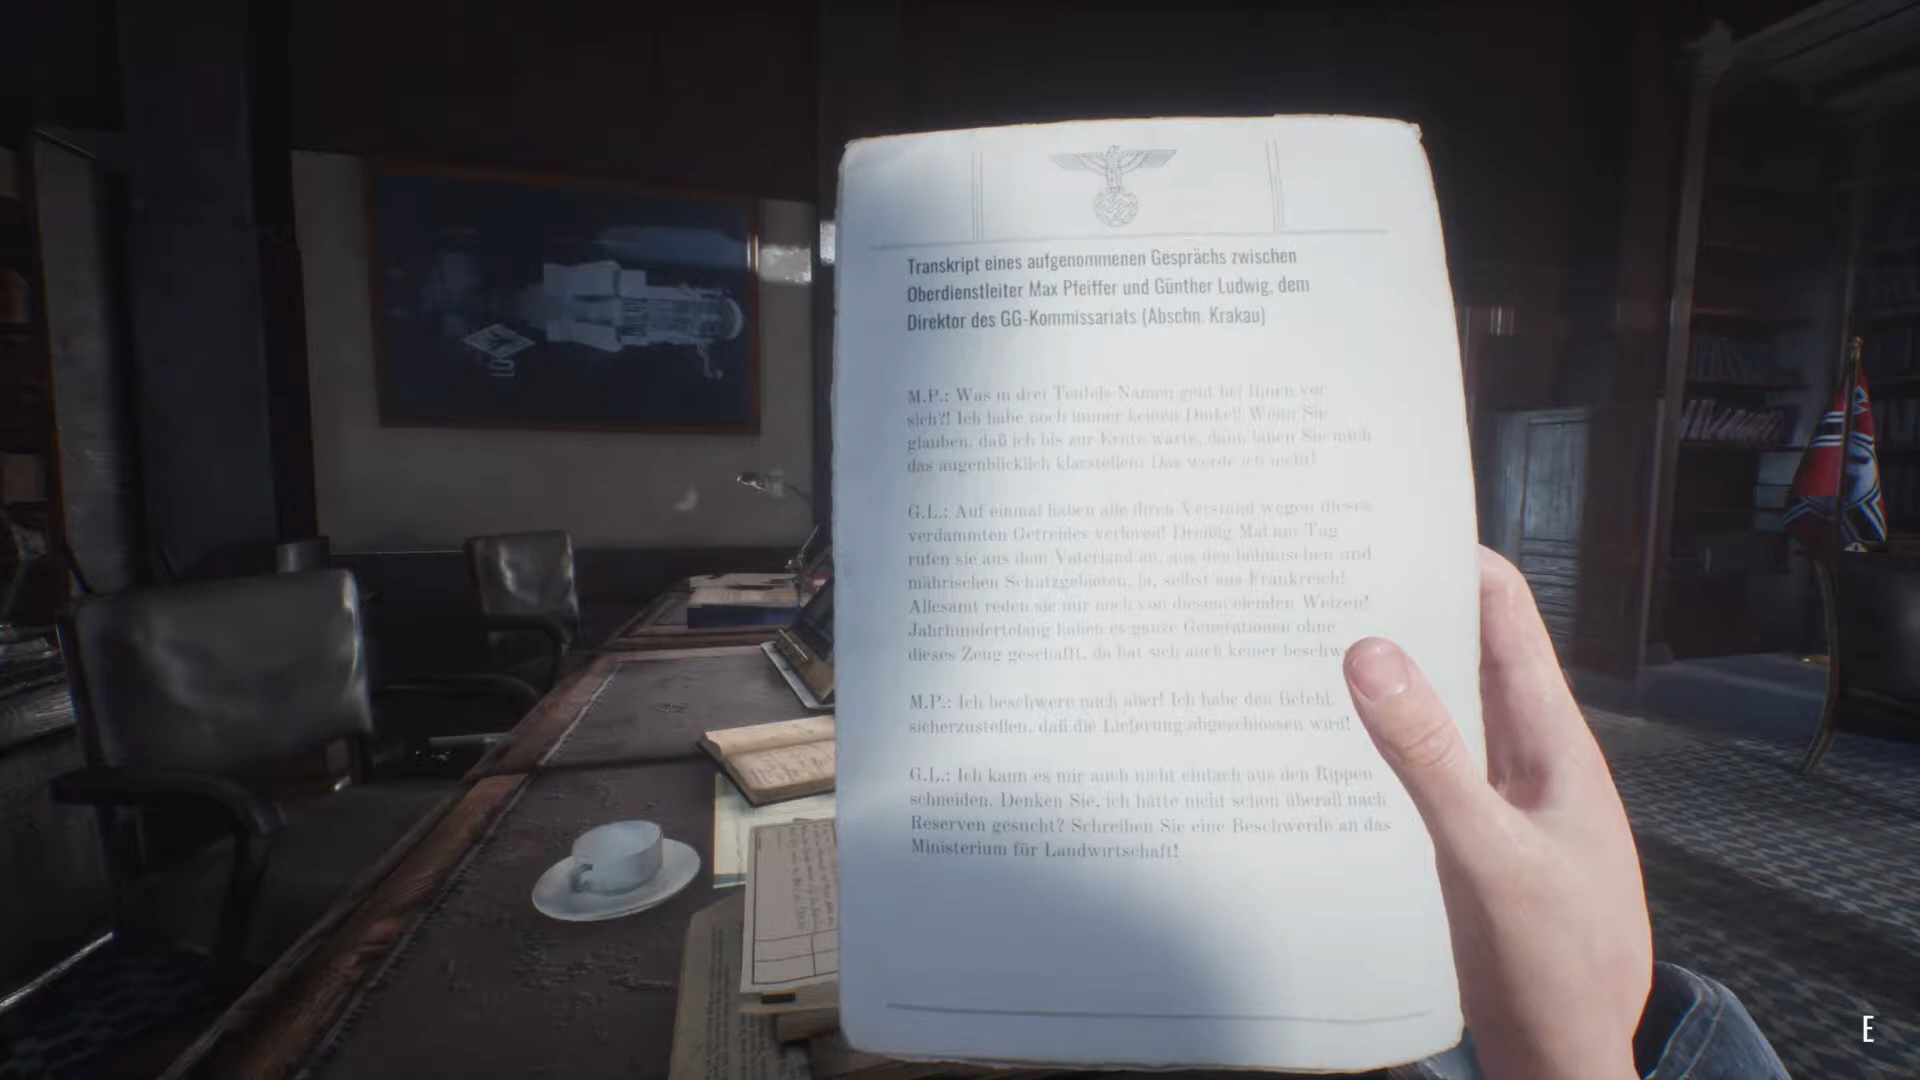 Transkript eines aufgenommenen Gesprächs zwischen
Oberdienstleiter Max Pfeiffer und Günther Ludwig, dem
Direktor des GG-Kommissariats (Abschn. Krakau)
M.P.: Was in drei Teufels Namen geht bei Ihnen vor
sich?! Ich habe noch immer keinen Dinkel! Wenn Sie
glauben, daß ich bis zur Ernte warte, dann lassen Sie mich
das augenblicklich klarstellen: Das werde ich nicht!
G.L.: Auf einmal haben alle ihren Verstand wegen dieses
verdammten Getreides verloren! Dreißig Mal am Tag
rufen sie aus dem Vaterland an, aus den böhmischen und
mährischen Schutzgebieten, ja, selbst aus Frankreich!
Allesamt reden sie nur noch von diesem elenden Weizen!
Jahrhundertelang haben es ganze Generationen ohne
dieses Zeug geschafft, da hat sich auch keiner beschw
M.P.: Ich beschwere mich aber! Ich habe den Befehl,
sicherzustellen, daß die Lieferung abgeschlossen wird!
G.L.: Ich kann es mir auch nicht einfach aus den Rippen
schneiden. Denken Sie, ich hätte nicht schon überall nach
Reserven gesucht? Schreiben Sie eine Beschwerde an das
Ministerium für Landwirtschaft!
E